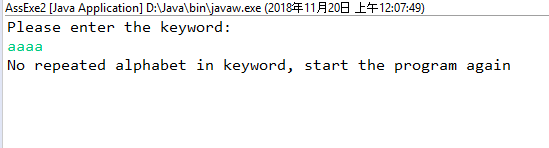 AssExe2 [Java Application] D:\Java\bin\javaw.exe (2018年11月20日 上午12:07:49)
Please enter the keyword:
aaaa
No repeated alphabet in keyword, start the program again